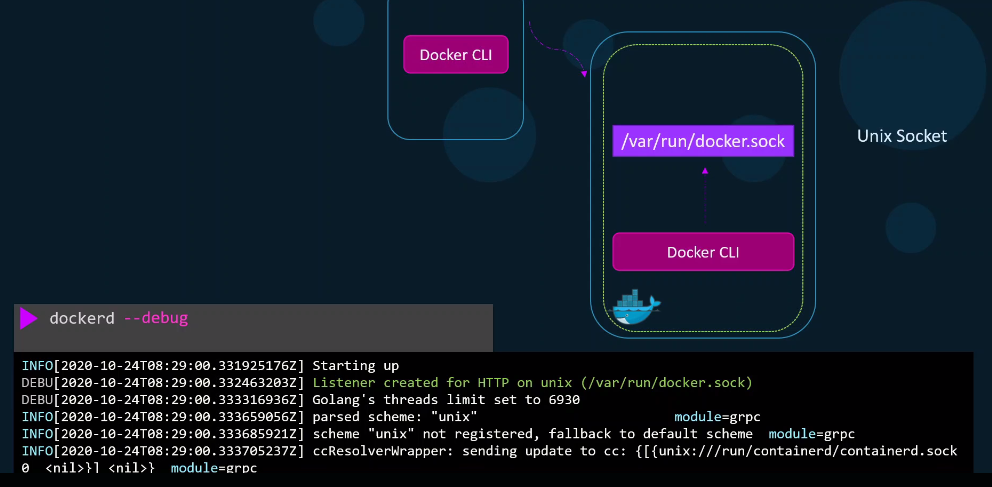 Docker CLI
/var/run/docker.sock
Unix Socket
Docker CLI
dockerd --debug
INFO[2020-10-24T08:29:00.331925176Z] Starting up
DEBU[2020-10-24T08:29:00.332463203Z] Listener created for HTTP on unix (/var/run/docker.sock)
DEBU[2020-10-24T08:29:00.333316936Z] Golang's threads limit set to 6930
INFO[2020-10-24T08:29:00.333659056Z] parsed scheme: "unix" module=grpc
INFO[2020-10-24T08:29:00.333685921Z] scheme "unix" not registered, fallback to default scheme module=grpc
INFO[2020-10-24T08:29:00.333705237Z] ccResolverWrapper: sending update to cc: {[{unix:///run/containerd/containerd.sock
0 <nil>}] <nil>} module=grpc